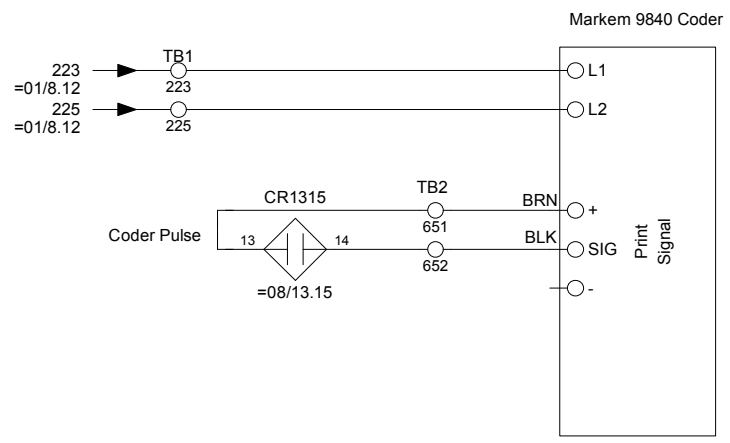 Markem 9840 Coder
TB1
223
=01/8.12
223
L1
225
=01/8.12
225
L2
TB2
CR1315
BRN
+
651
Coder Pulse
13
14
BLK
SIG
652
Print
Signal
=08/13.15
-